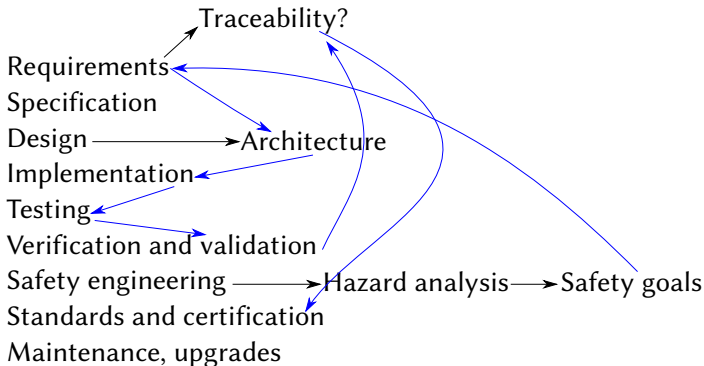 Traceability?
Requirements
Specification
Design Architecture
Implementation
Testing
Verification and validation
Safety engineering Hazard analysis Safety goals
Standards and certification
Maintenance, upgrades